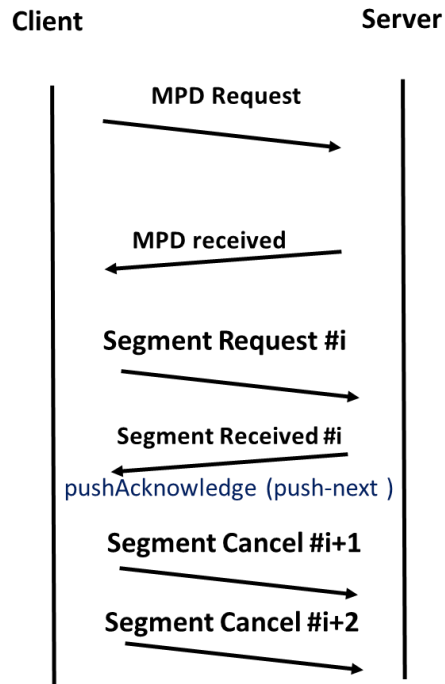 Client
Server
MPD Request
MPD received
Segment Request #i
Segment Received #i
pushAcknowledge (push-next )
Segment Cancel #i+1
Segment Cancel #i+2